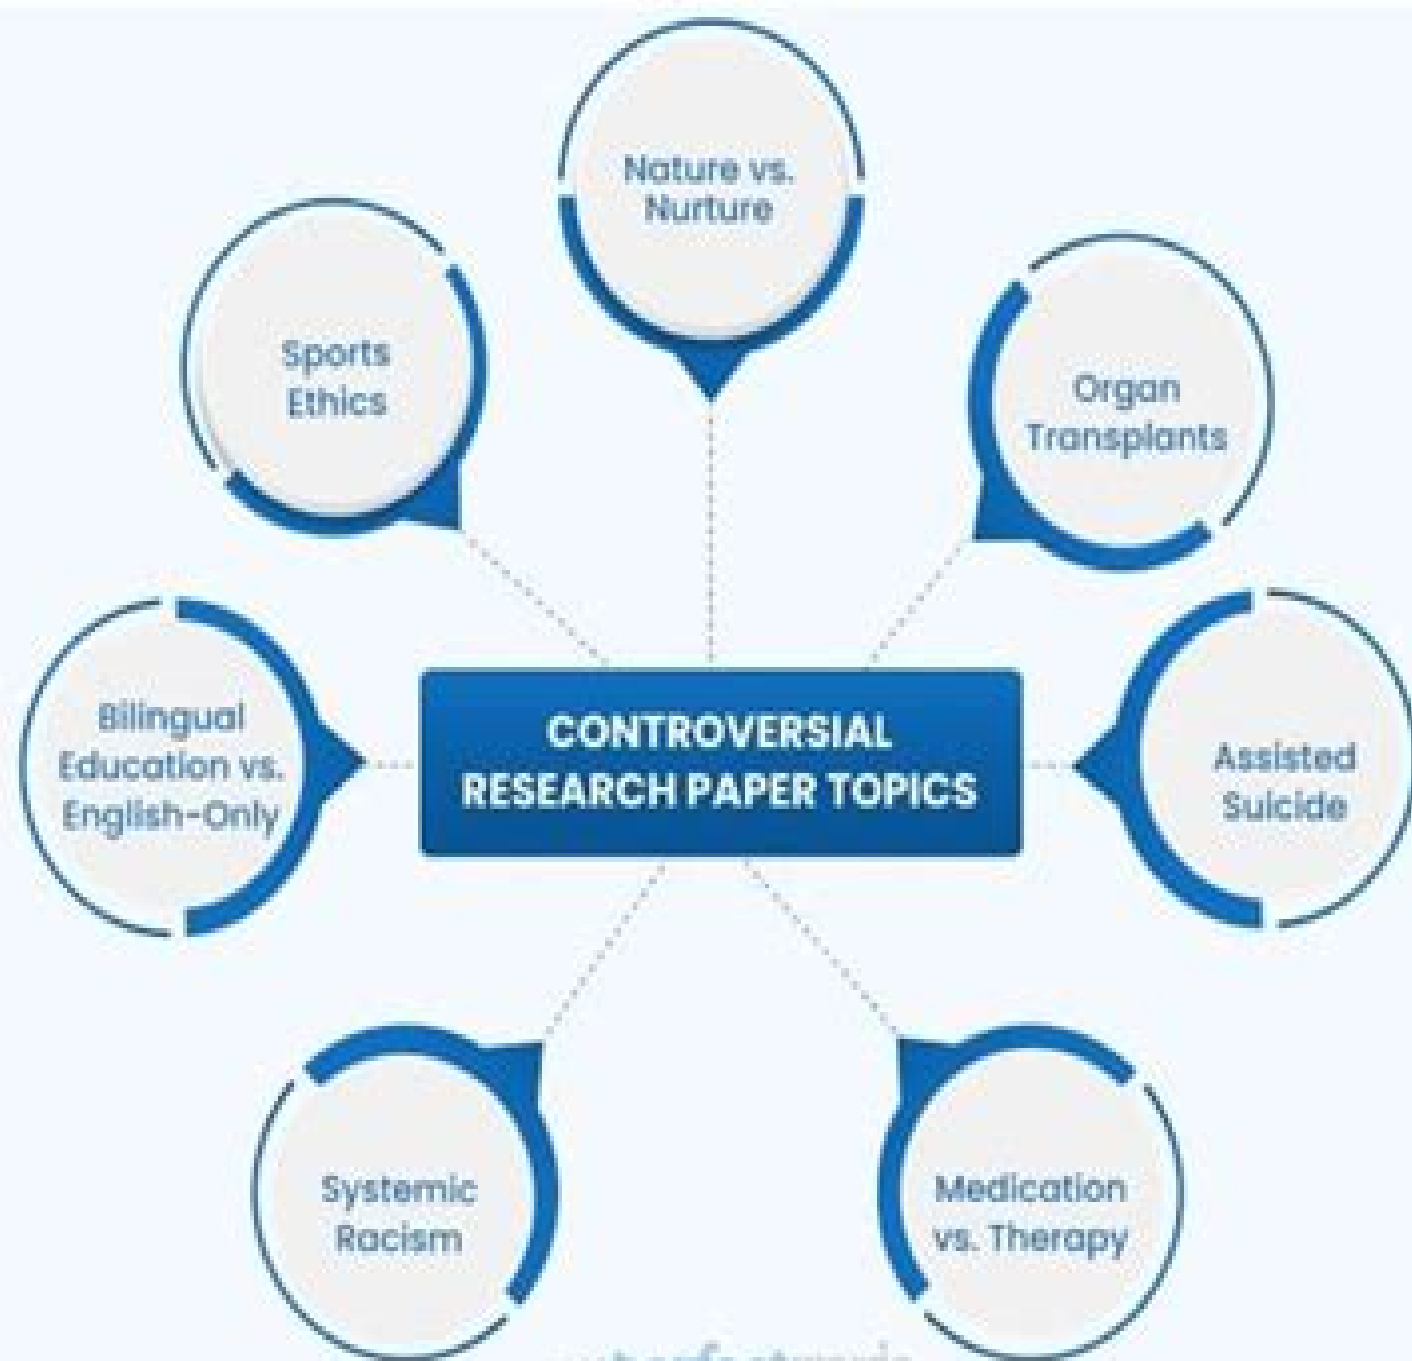 Nature vs.
Nurture
Sports
Ethics
Organ
Transplants
Bilingual
Education vs.
English-Only
CONTROVERSIAL
RESEARCH PAPER TOPICS
Assisted
Suicide
Systemic
Racism
Medication
vs. Therapy